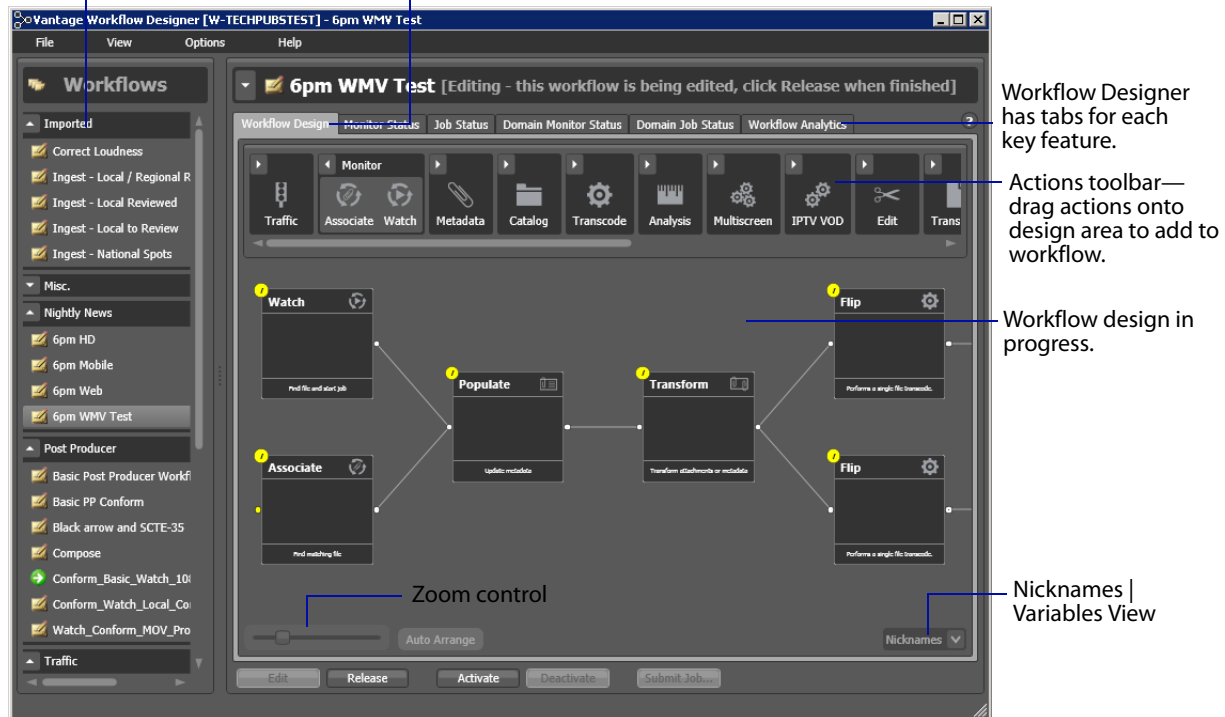 Vantage Workflow Designer [W-TECHPUBSTEST] - 6pm WMV Test
File View Options Help
Workflows
Imported
Correct Loudness
Ingest - Local / Regional R
Ingest - Local Reviewed
Ingest - Local to Review
Ingest - National Spots
Misc.
Nightly News
6pm HD
6pm Mobile
6pm Web
6pm WMV Test
Post Producer
Basic Post Producer Workfl
Basic PP Conform
Black arrow and SCTE-35
Compose
Conform_Basic_Watch_108
Conform_Watch_Local_Co
Watch_Conform_MOV_Pro
Traffic
6pm WMV Test [Editing - this workflow is being edited, click Release when finished]
Workflow Design Monitor Status Job Status Domain Monitor Status Domain Job Status Workflow Analytics ?
Monitor
Traffic Associate Watch Metadata Catalog Transcode Analysis Multiscreen IPTV VOD Edit Trans
Watch
Find file and start job
Associate
Find matching file
Populate
Update metadata
Transform
Transform attachments or metadata
Flip
Performs a single file transcode.
Flip
Performs a single file transcode.
Zoom control
Auto Arrange
Nicknames
Edit Release Activate Deactivate Submit Job...
Workflow Designer
has tabs for each
key feature.
Actions toolbar—
drag actions onto
design area to add to
workflow.
Workflow design in
progress.
Nicknames |
Variables View